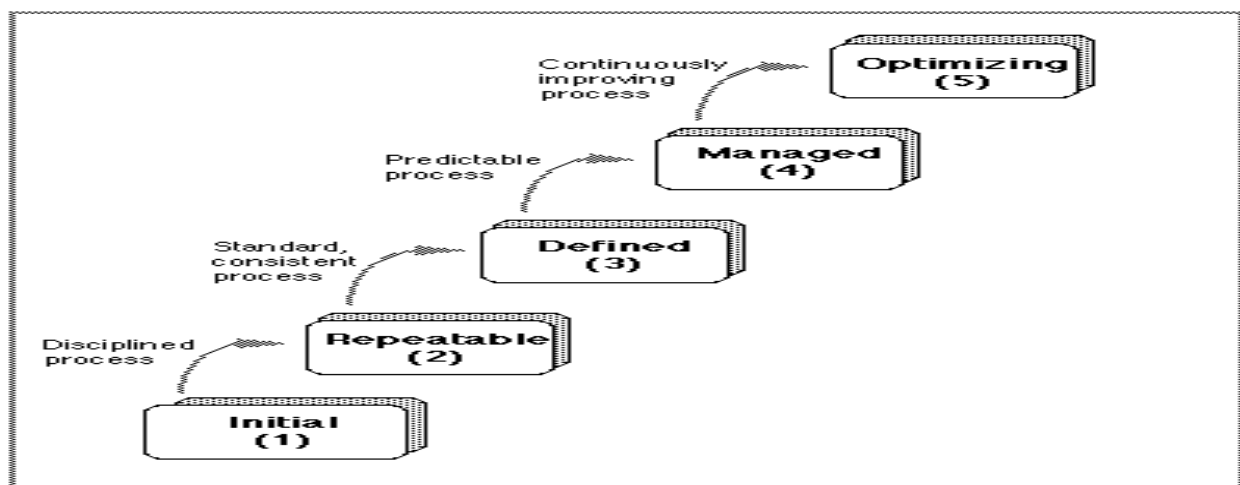 Continuously
improving
process
Optimizing
(5)
Predictable
process
Managed
(4)
Standard,
consistent
process
Defined
(3)
Disciplined
process
Repeatable
(2)
Initial
(1)